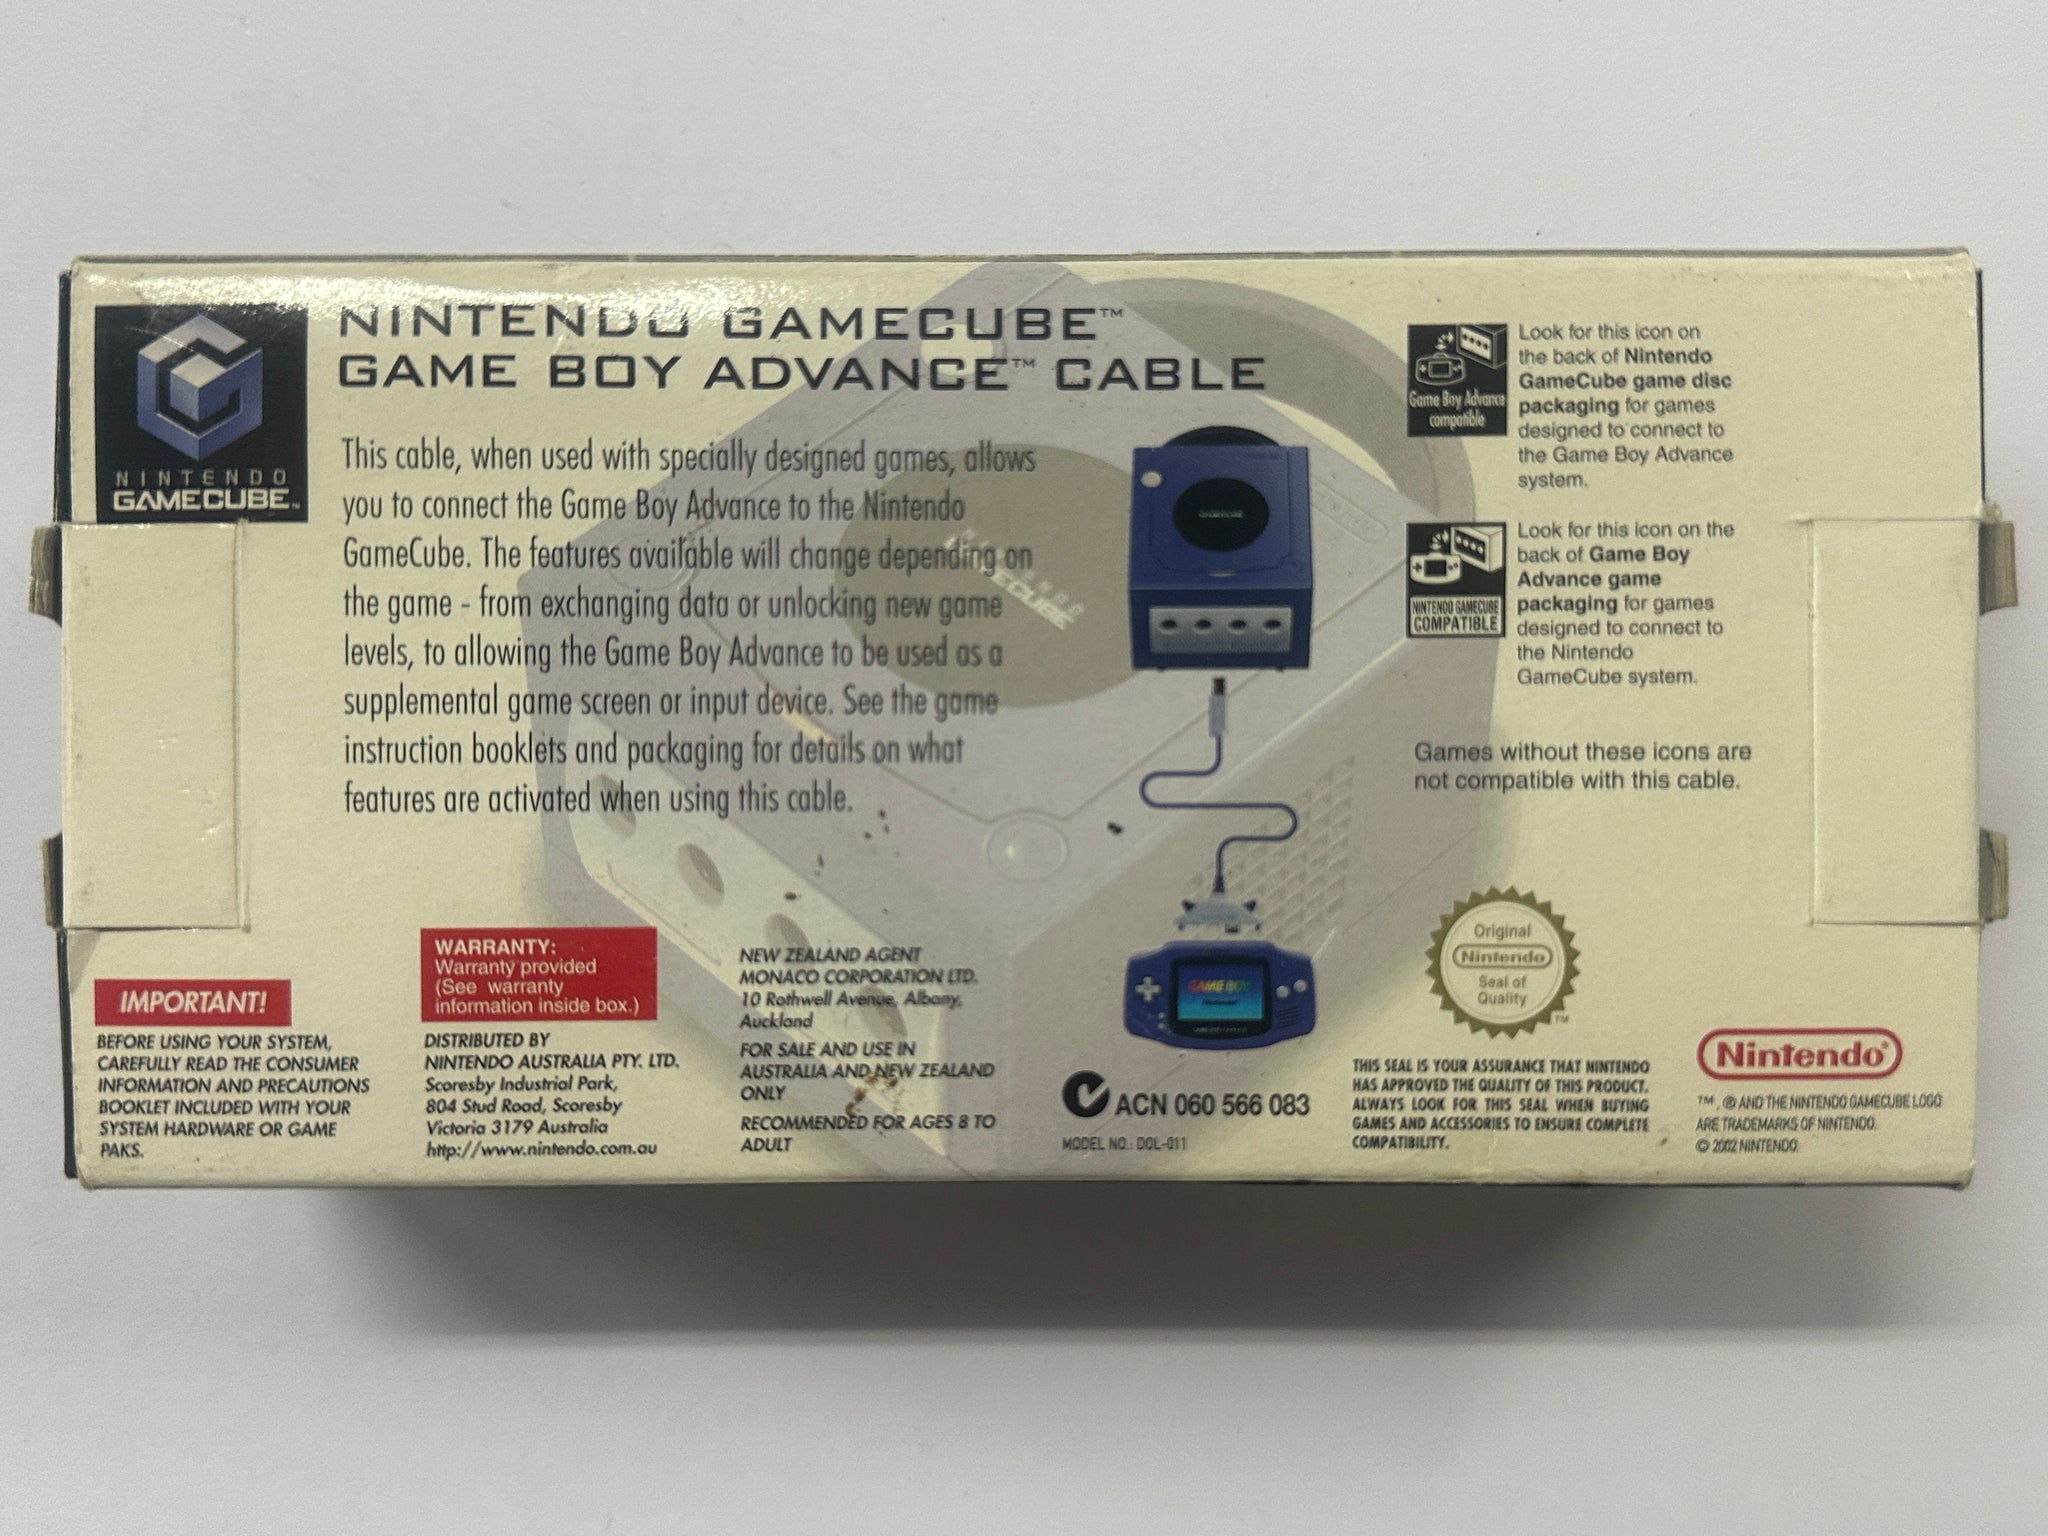 NINTENDO GAMECUBE™
GAME BOY ADVANCE™ CABLE
NINTENDO
GAMECUBE™
This cable, when used with specially designed games, allows
you to connect the Game Boy Advance to the Nintendo
GameCube. The features available will change depending on
the game - from exchanging data or unlocking new game
levels, to allowing the Game Boy Advance to be used as a
supplemental game screen or input device. See the game
instruction booklets and packaging for details on what
features are activated when using this cable.
Game Boy Advance
compatible
Look for this icon on
the back of Nintendo
GameCube game disc
packaging for games
designed to connect to
the Game Boy Advance
system.
NINTENDO GAMECUBE
COMPATIBLE
Look for this icon on the
back of Game Boy
Advance game
packaging for games
designed to connect to
the Nintendo
GameCube system.
Games without these icons are
not compatible with this cable.
IMPORTANT!
BEFORE USING YOUR SYSTEM,
CAREFULLY READ THE CONSUMER
INFORMATION AND PRECAUTIONS
BOOKLET INCLUDED WITH YOUR
SYSTEM HARDWARE OR GAME
PAKS.
WARRANTY:
Warranty provided
(See warranty
information inside box.)
DISTRIBUTED BY
NINTENDO AUSTRALIA PTY. LTD.
Scoresby Industrial Park,
804 Stud Road, Scoresby
Victoria 3179 Australia
http://www.nintendo.com.au
NEW ZEALAND AGENT
MONACO CORPORATION LTD.
10 Rothwell Avenue, Albany,
Auckland
FOR SALE AND USE IN
AUSTRALIA AND NEW ZEALAND
ONLY
RECOMMENDED FOR AGES 8 TO
ADULT
GAME BOY
Nintendo
ACN 060 566 083
MODEL NO.: DOL-011
Original
Nintendo
Seal of
Quality
™
THIS SEAL IS YOUR ASSURANCE THAT NINTENDO
HAS APPROVED THE QUALITY OF THIS PRODUCT.
ALWAYS LOOK FOR THIS SEAL WHEN BUYING
GAMES AND ACCESSORIES TO ENSURE COMPLETE
COMPATIBILITY.
Nintendo®
™, ® AND THE NINTENDO GAMECUBE LOGO
ARE TRADEMARKS OF NINTENDO.
© 2002 NINTENDO.